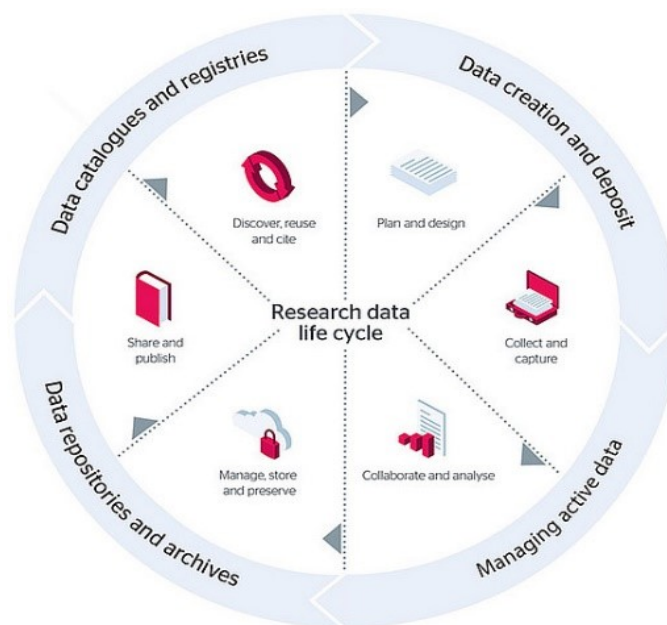 Data catalogues and registries
Data creation and deposit
Discover, reuse
and cite
Plan and design
Research data
life cycle
Share and
publish
Collect and
capture
Manage, store
and preserve
Collaborate and analyse
Data repositories and archives
Managing active data